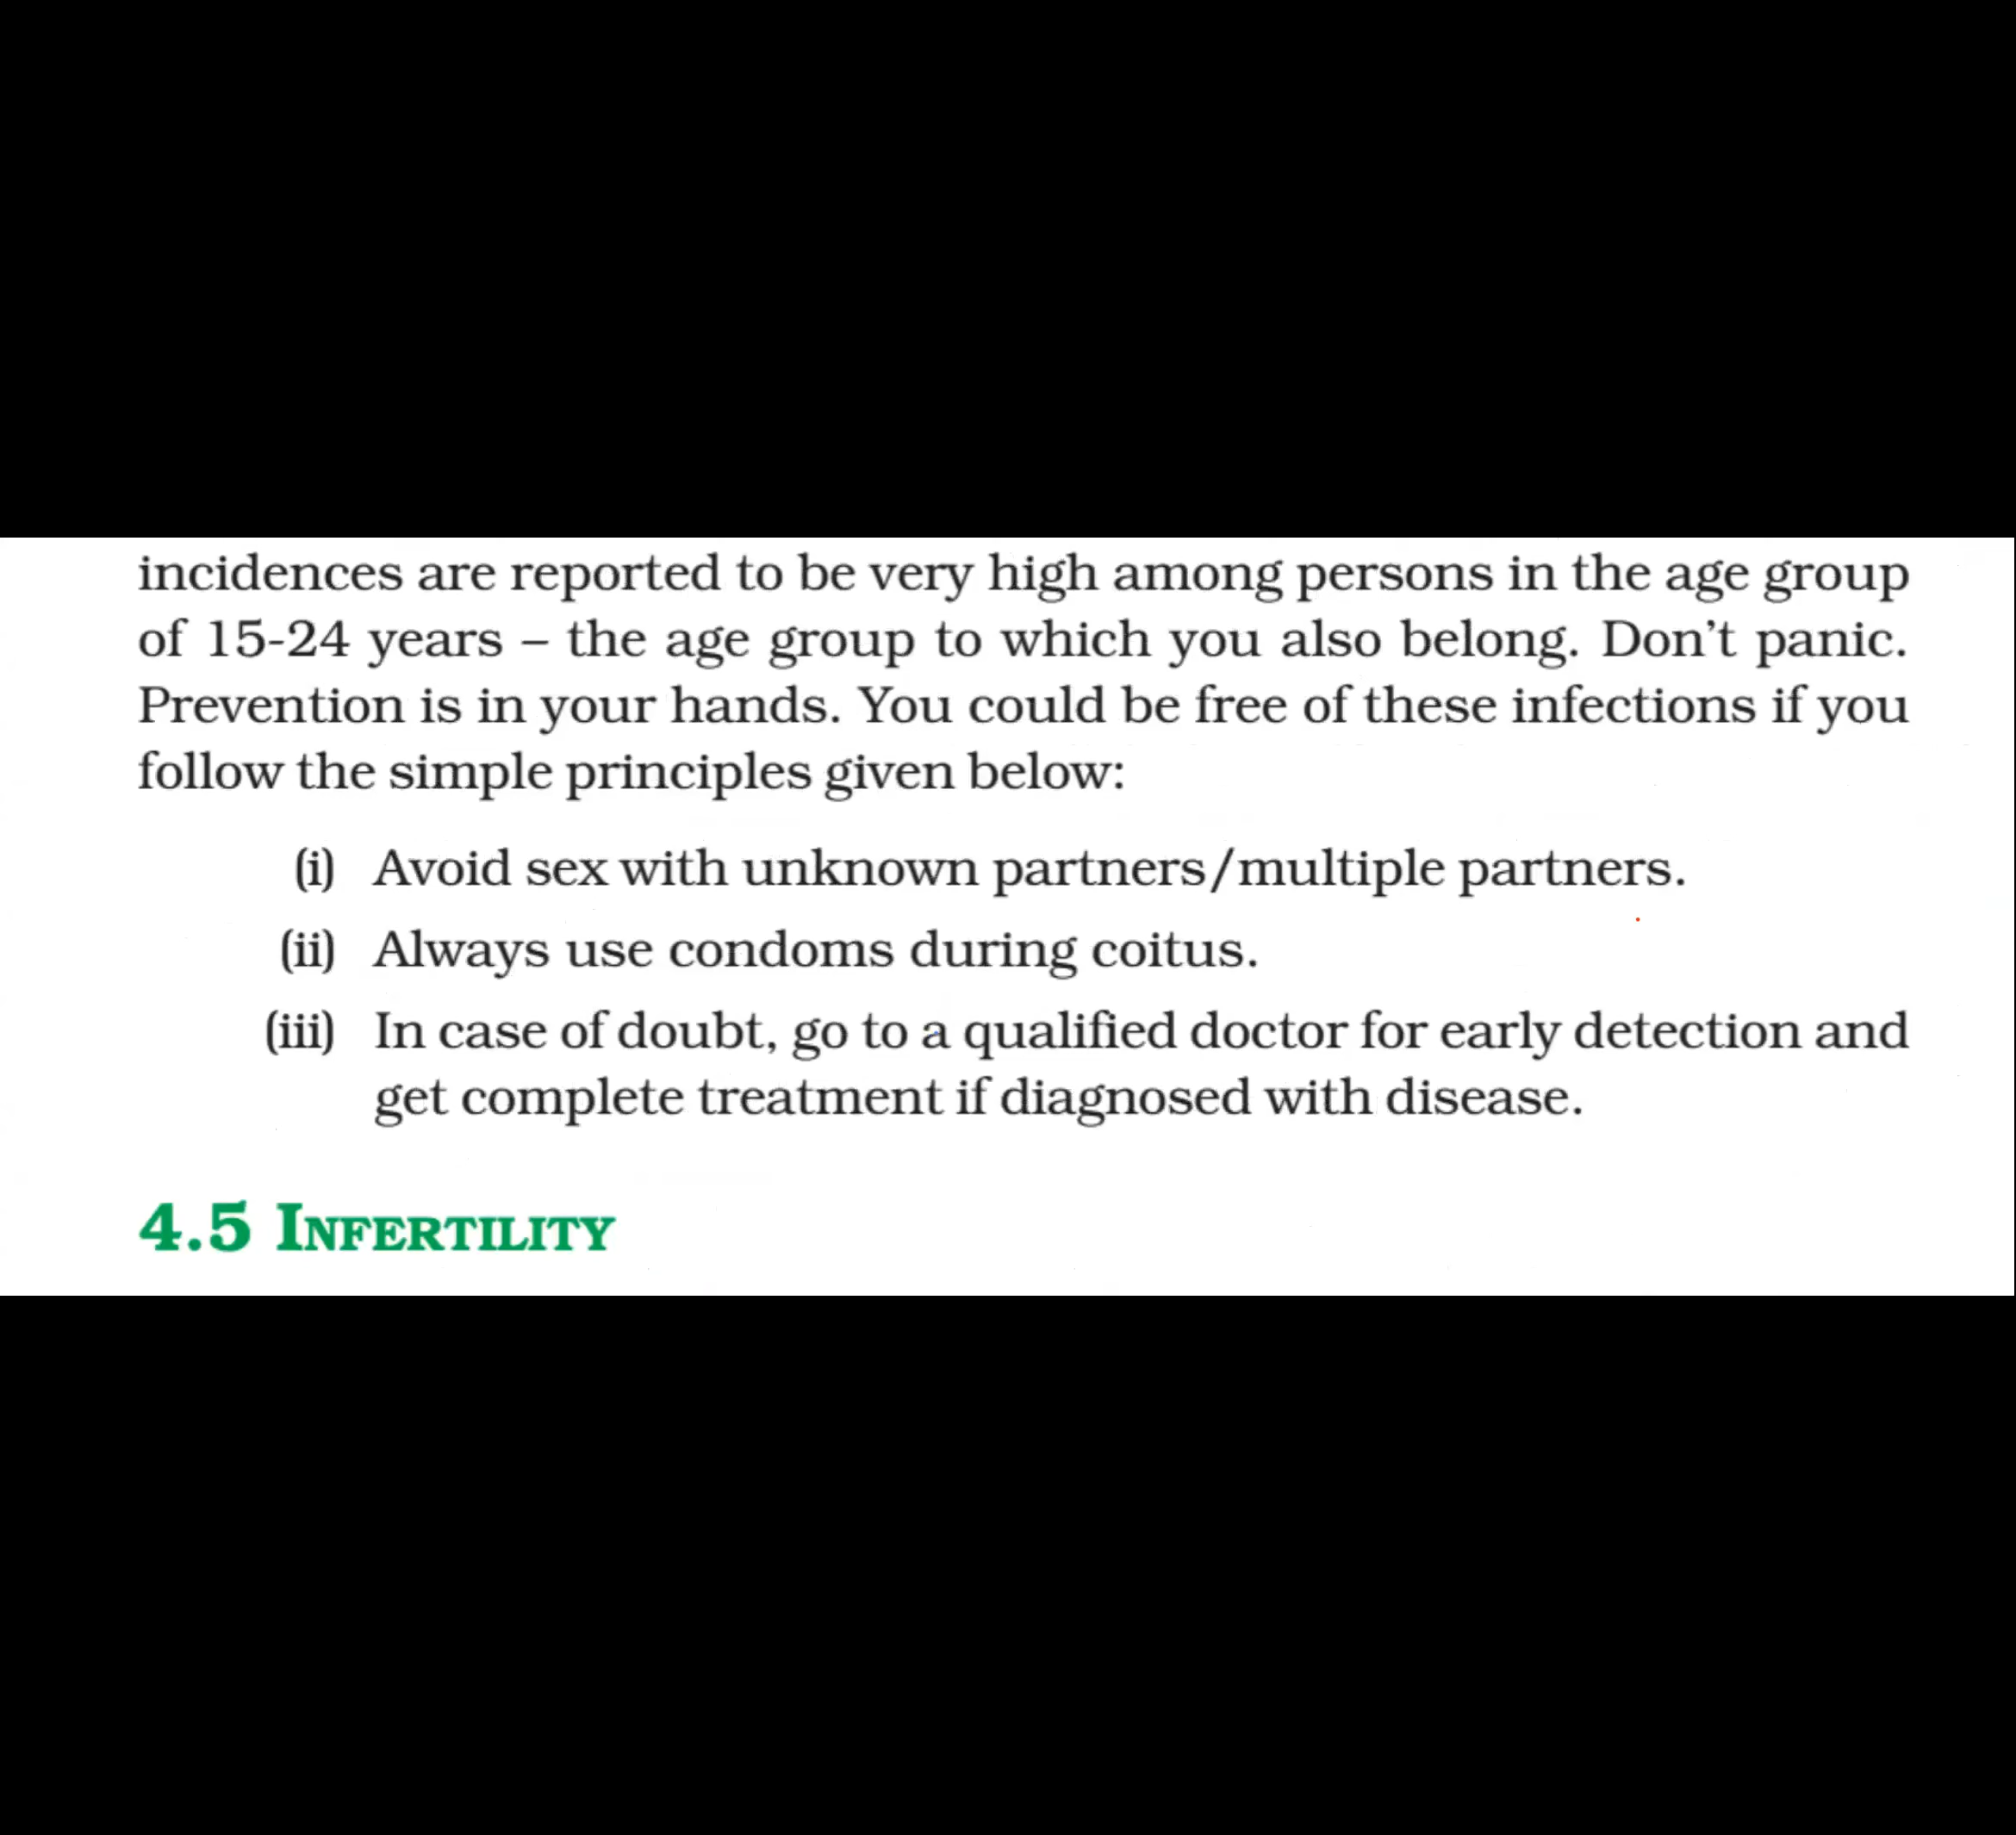 incidences are reported to be very high among persons in the age group
of 15-24 years – the age group to which you also belong. Don’t panic.
Prevention is in your hands. You could be free of these infections if you
follow the simple principles given below:
(i) Avoid sex with unknown partners/multiple partners.
(ii) Always use condoms during coitus.
(iii) In case of doubt, go to a qualified doctor for early detection and
get complete treatment if diagnosed with disease.
4.5 INFERTILITY